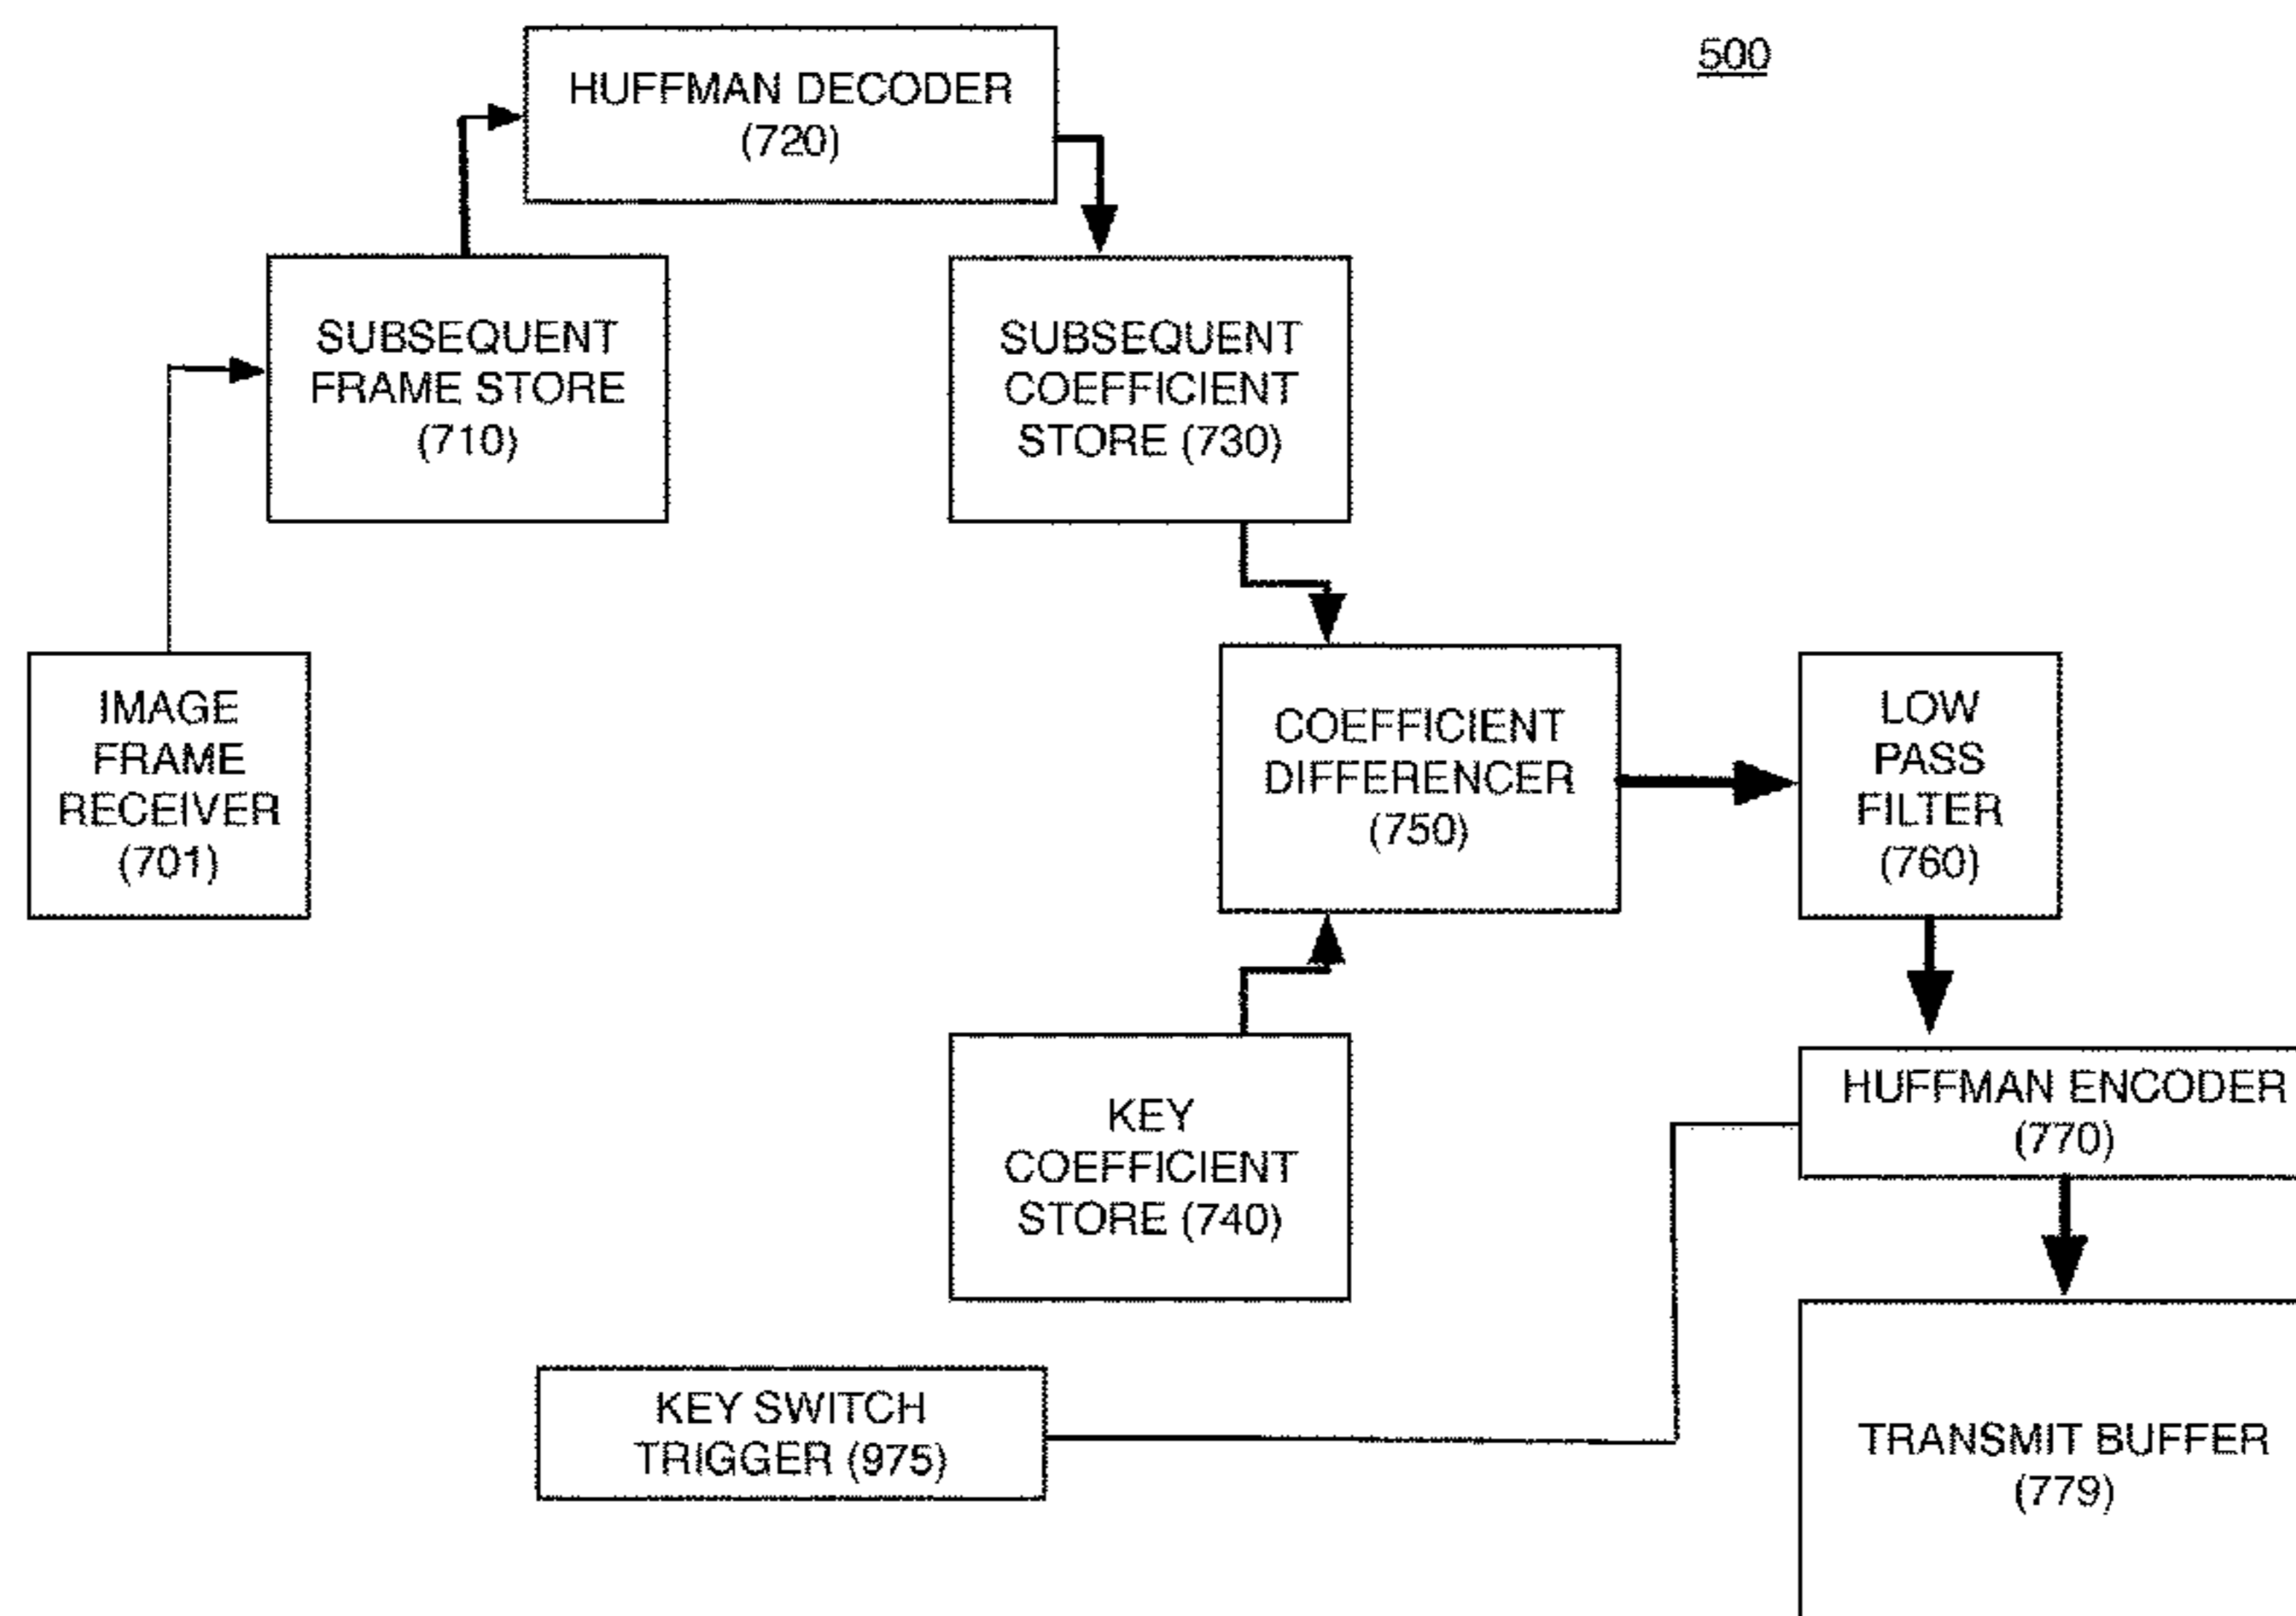 500
HUFFMAN DECODER
(720)
SUBSEQUENT
FRAME STORE
(710)
SUBSEQUENT
COEFFICIENT
STORE (730)
IMAGE
FRAME
RECEIVER
(701)
COEFFICIENT
DIFFERENCER
(750)
LOW
PASS
FILTER
(760)
KEY
COEFFICIENT
STORE (740)
HUFFMAN ENCODER
(770)
KEY SWITCH
TRIGGER (975)
TRANSMIT BUFFER
(779)